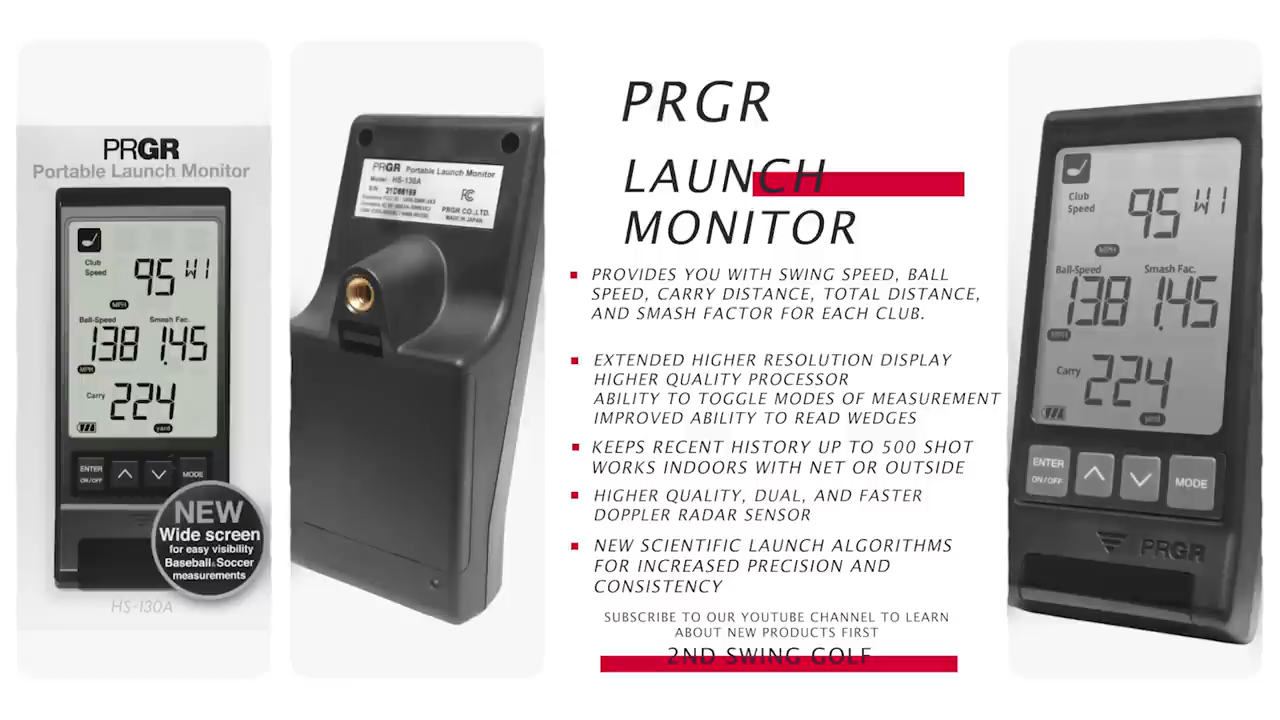 PRGR
Portable Launch Monitor
Club
Speed
95 W1
MPH
Ball-Speed Smash Fac.
138 1.45
MPH
Carry
224
yard
ENTER
ON/OFF
MODE
NEW
Wide screen
for easy visibility
Baseball.Soccer
measurements
HS-130A
PRGR Portable Launch Monitor
Model : HS-130A
S/N
FC
PRGR CO.,LTD.
MADE IN JAPAN
PRGR
LAUNCH
MONITOR
PROVIDES YOU WITH SWING SPEED, BALL
SPEED, CARRY DISTANCE, TOTAL DISTANCE,
AND SMASH FACTOR FOR EACH CLUB.
EXTENDED HIGHER RESOLUTION DISPLAY
HIGHER QUALITY PROCESSOR
ABILITY TO TOGGLE MODES OF MEASUREMENT
IMPROVED ABILITY TO READ WEDGES
KEEPS RECENT HISTORY UP TO 500 SHOT
WORKS INDOORS WITH NET OR OUTSIDE
HIGHER QUALITY, DUAL, AND FASTER
DOPPLER RADAR SENSOR
NEW SCIENTIFIC LAUNCH ALGORITHMS
FOR INCREASED PRECISION AND
CONSISTENCY
SUBSCRIBE TO OUR YOUTUBE CHANNEL TO LEARN
ABOUT NEW PRODUCTS FIRST
2ND SWING GOLF
Club
Speed
95 W1
MPH
Ball-Speed Smash Fac.
138 1.45
MPH
Carry
224
yard
ENTER
ON/OFF
MODE
PRGR